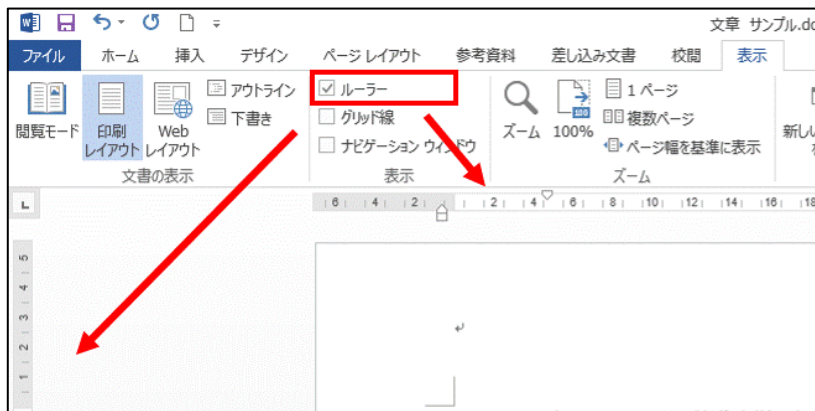 文章 サンプル.do
ファイル ホーム 挿入 デザイン ページ レイアウト 参考資料 差し込み文書 校閲 表示
閲覧モード
印刷
レイアウト
Web
レイアウト
アウトライン
下書き
文書の表示
ルーラー
グリッド線
ナビゲーション ウィンドウ
表示
ズーム
100%
1 ページ
複数ページ
ページ幅を基準に表示
ズーム
新しい
6 4 2 2 4 6 8 10 12 14 16 18
5
4
3
2
1